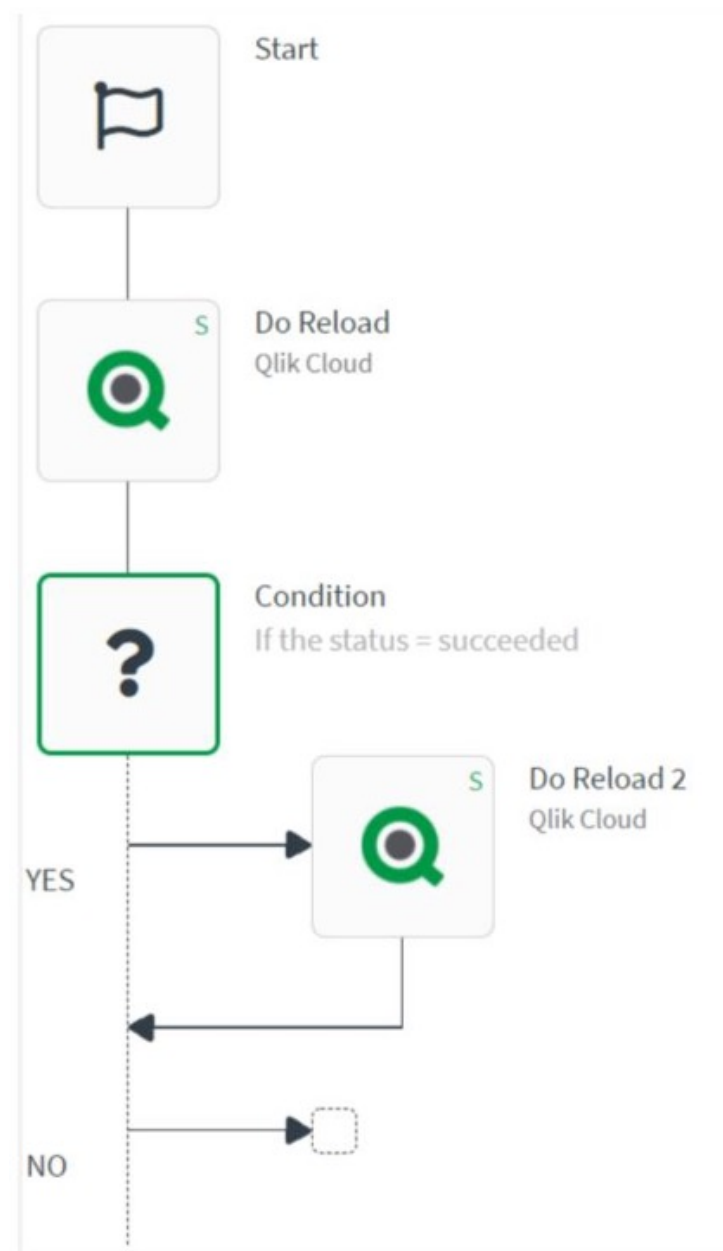 Start
S
Do Reload
Qlik Cloud
?
Condition
If the status = succeeded
S
Do Reload 2
Qlik Cloud
YES
NO